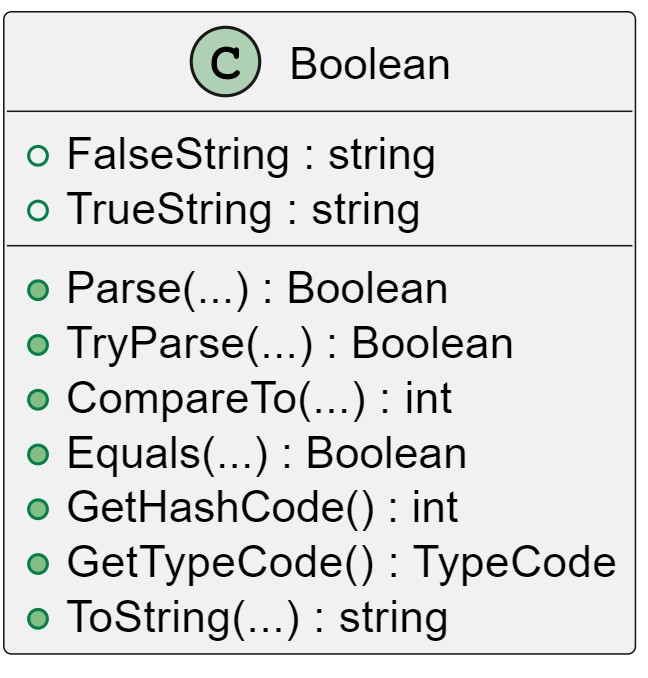 C Boolean
FalseString : string
TrueString : string
Parse(...) : Boolean
TryParse(...) : Boolean
CompareTo(...) : int
Equals(...) : Boolean
GetHashCode() : int
GetTypeCode() : TypeCode
ToString(...) : string